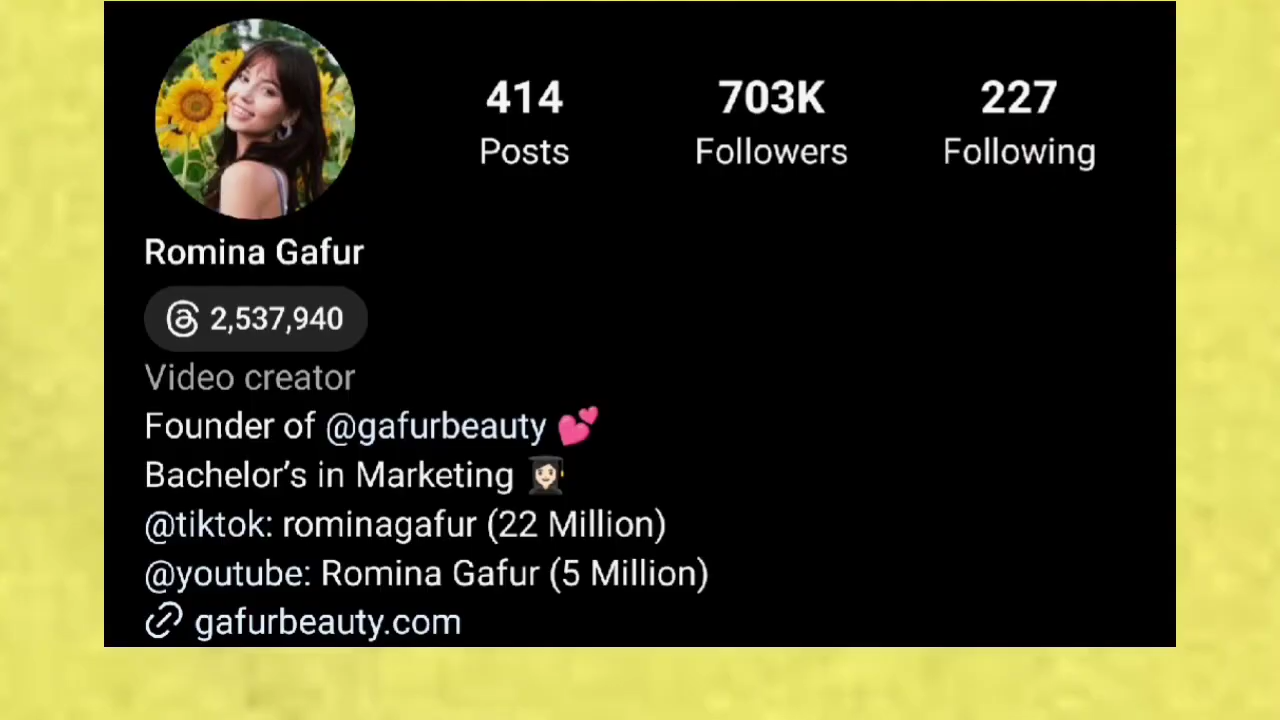 414 703K 227
Posts Followers Following
Romina Gafur
2,537,940
Video creator
Founder of @gafurbeauty 💕
Bachelor’s in Marketing 👩🏻‍🎓
@tiktok: rominagafur (22 Million)
@youtube: Romina Gafur (5 Million)
gafurbeauty.com